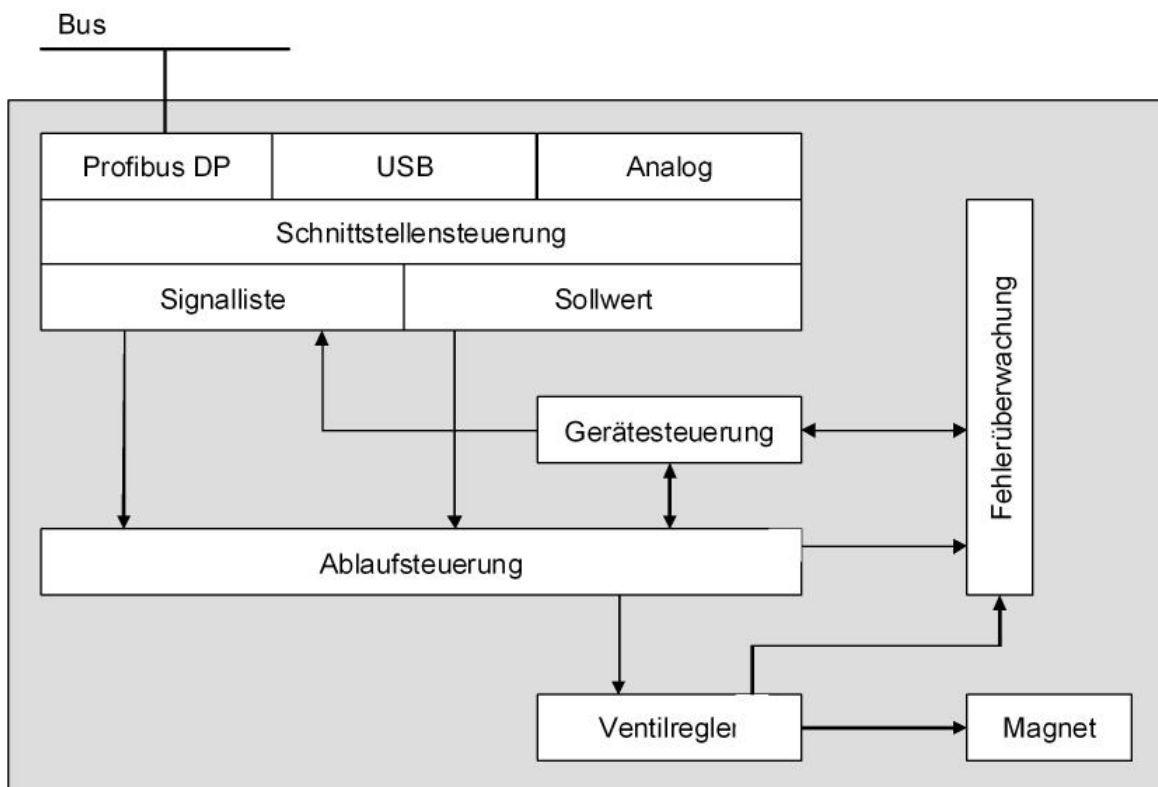 Bus
Profibus DP
USB
Analog
Schnittstellensteuerung
Signalliste
Sollwert
Gerätesteuerung
Fehlerüberwachung
Ablaufsteuerung
Ventilregler
Magnet